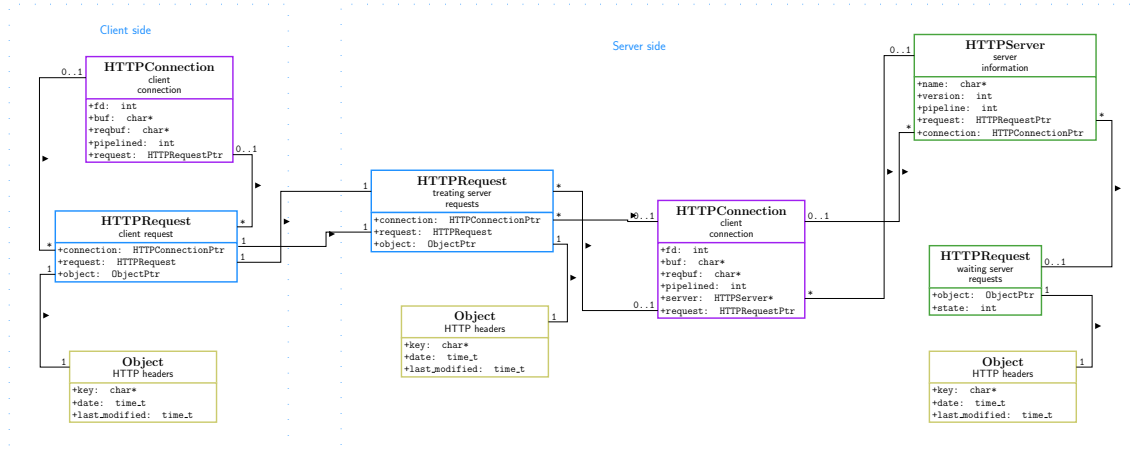 Client side
HTTPConnection
client
connection
+fd: int
+buf: char*
+reqbuf: char*
+pipelined: int
+request: HTTPRequestPtr
0..1
0..1
HTTPRequest
client request
+connection: HTTPConnectionPtr
+request: HTTPRequest
+object: ObjectPtr
*
*
1
1
1
Object
HTTP headers
+key: char*
+date: time_t
+last_modified: time_t
1
Server side
HTTPRequest
treating server
requests
+connection: HTTPConnectionPtr
+request: HTTPRequest
+object: ObjectPtr
1
1
*
*
1
Object
HTTP headers
+key: char*
+date: time_t
+last_modified: time_t
1
HTTPConnection
client
connection
+fd: int
+buf: char*
+reqbuf: char*
+pipelined: int
+server: HTTPServer*
+request: HTTPRequestPtr
0..1
0..1
0..1
*
HTTPServer
server
information
+name: char*
+version: int
+pipeline: int
+request: HTTPRequestPtr
+connection: HTTPConnectionPtr
0..1
*
*
HTTPRequest
waiting server
requests
+object: ObjectPtr
+state: int
0..1
1
Object
HTTP headers
+key: char*
+date: time_t
+last_modified: time_t
1